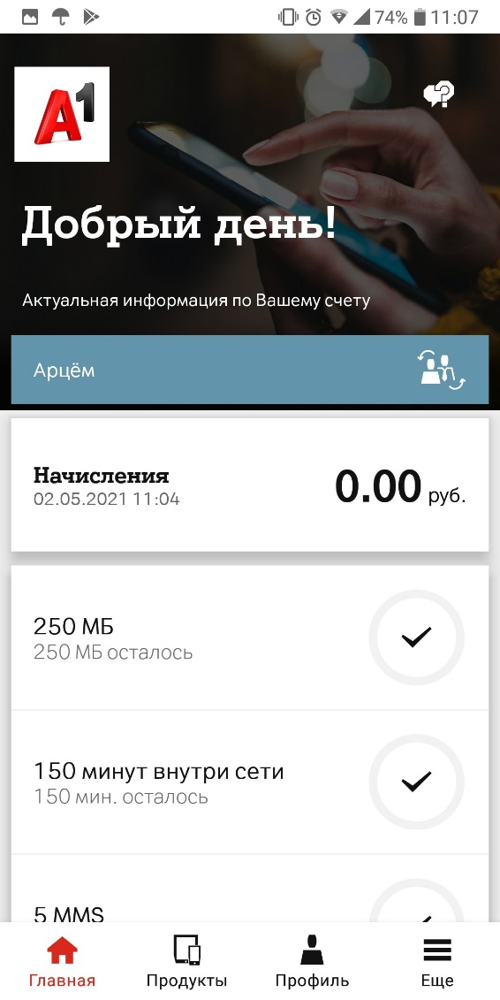 74% 11:07
A1
Добрый день!
Актуальная информация по Вашему счету
Арцём
Начисления
02.05.2021 11:04
0.00 руб.
250 МБ
250 МБ осталось
150 минут внутри сети
150 мин. осталось
5 MMS
Главная Продукты Профиль Еще